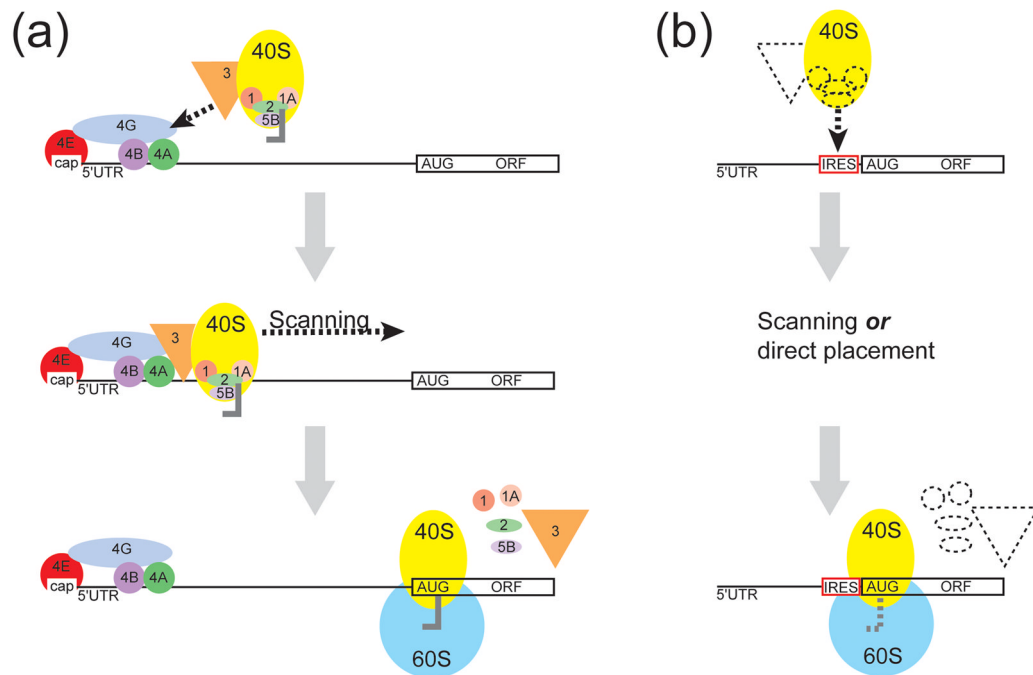 (a)
40S
3
1
1A
2
5B
4G
4E
cap
4B
4A
5'UTR
AUG
ORF
40S
Scanning
3
4G
4E
cap
4B
4A
1
1A
2
5B
5'UTR
AUG
ORF
1
1A
2
3
5B
40S
4G
4E
cap
4B
4A
5'UTR
AUG
ORF
60S
(b)
40S
IRES
AUG
ORF
5'UTR
Scanning or
direct placement
40S
IRES
AUG
ORF
5'UTR
60S